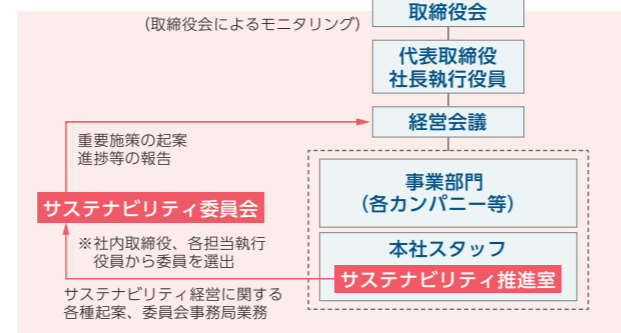 取締役会
(取締役会によるモニタリング)
代表取締役
社長執行役員
経営会議
重要施策の起案
進捗等の報告
事業部門
(各カンパニー等)
サステナビリティ委員会
※社内取締役、各担当執行
役員から委員を選出
本社スタッフ
サステナビリティ推進室
サステナビリティ経営に関する
各種起案、委員会事務局業務